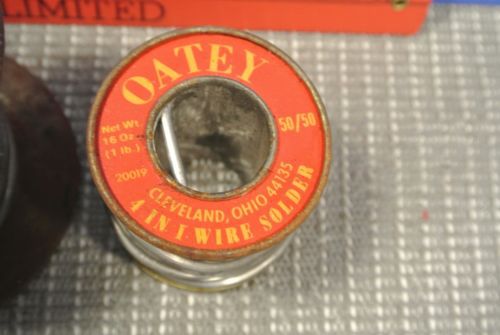 LIMITED
OATEY
Net Wt.
16 Oz.
(1 lb.)
50/50
20019
CLEVELAND, OHIO 44135
4 IN 1 WIRE SOLDER